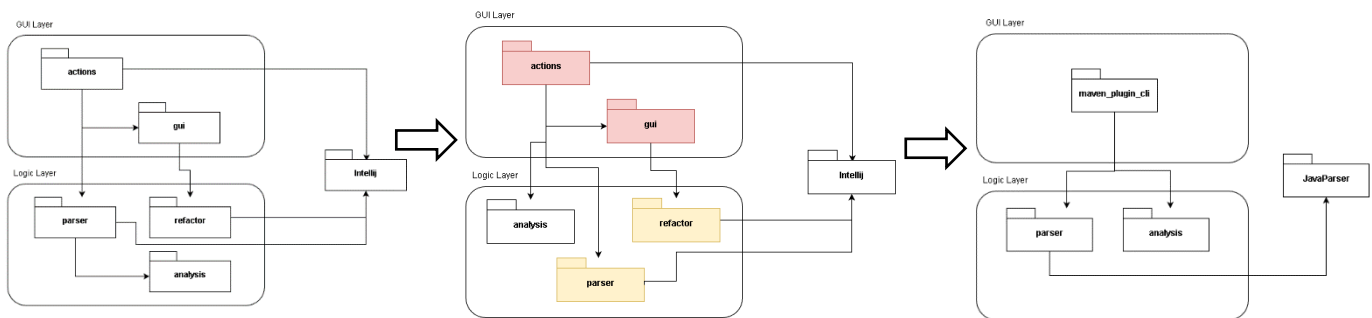 GUI Layer
actions
gui
Intellij
Logic Layer
parser
refactor
analysis
GUI Layer
actions
gui
Intellij
Logic Layer
analysis
refactor
parser
GUI Layer
maven_plugin_cli
JavaParser
Logic Layer
parser
analysis